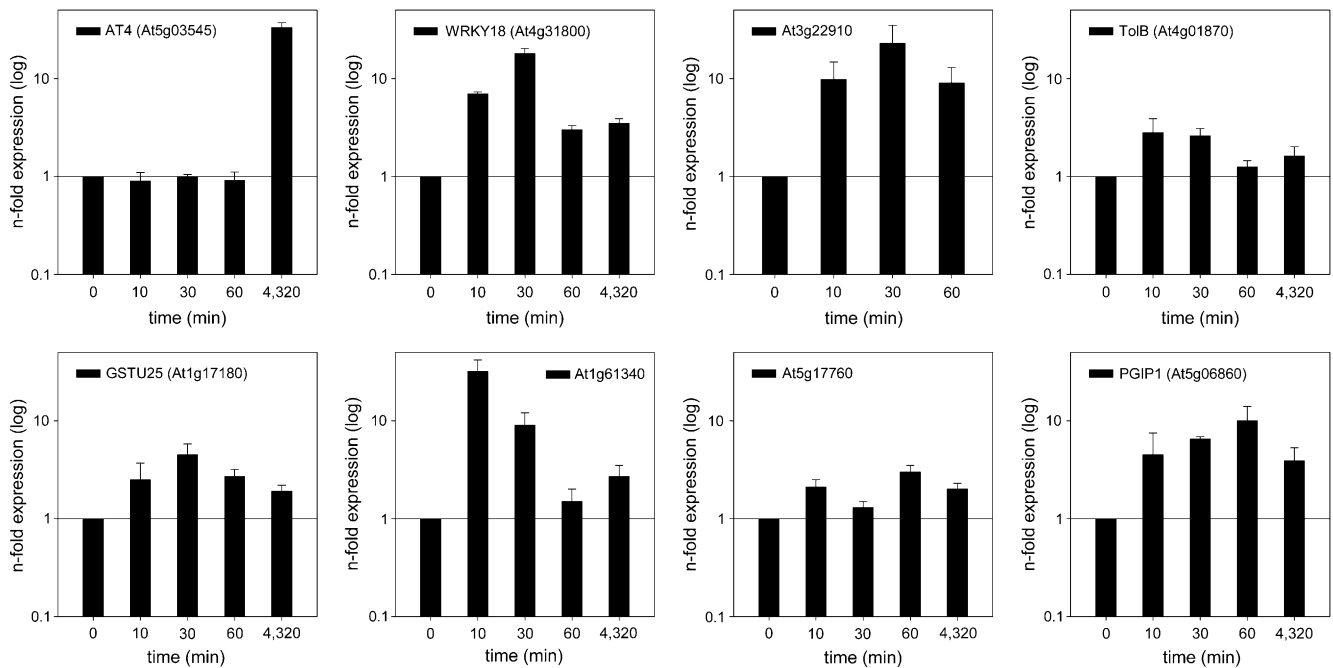 AT4 (At5g03545)
n-fold expression (log)
10
1
0.1
0 10 30 60 4,320
time (min)
WRKY18 (At4g31800)
n-fold expression (log)
10
1
0.1
0 10 30 60 4,320
time (min)
At3g22910
n-fold expression (log)
10
1
0.1
0 10 30 60
time (min)
TolB (At4g01870)
n-fold expression (log)
10
1
0.1
0 10 30 60 4,320
time (min)
GSTU25 (At1g17180)
n-fold expression (log)
10
1
0.1
0 10 30 60 4,320
time (min)
At1g61340
n-fold expression (log)
10
1
0.1
0 10 30 60 4,320
time (min)
At5g17760
n-fold expression (log)
10
1
0.1
0 10 30 60 4,320
time (min)
PGIP1 (At5g06860)
n-fold expression (log)
10
1
0.1
0 10 30 60 4,320
time (min)